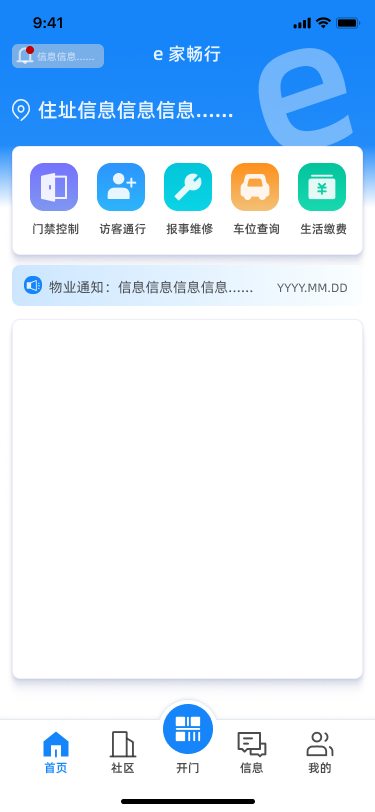 9:41
信息信息......
e 家畅行
e
住址信息信息信息......
门禁控制
访客通行
报事维修
车位查询
生活缴费
物业通知：信息信息信息信息......
YYYY.MM.DD
首页
社区
开门
信息
我的